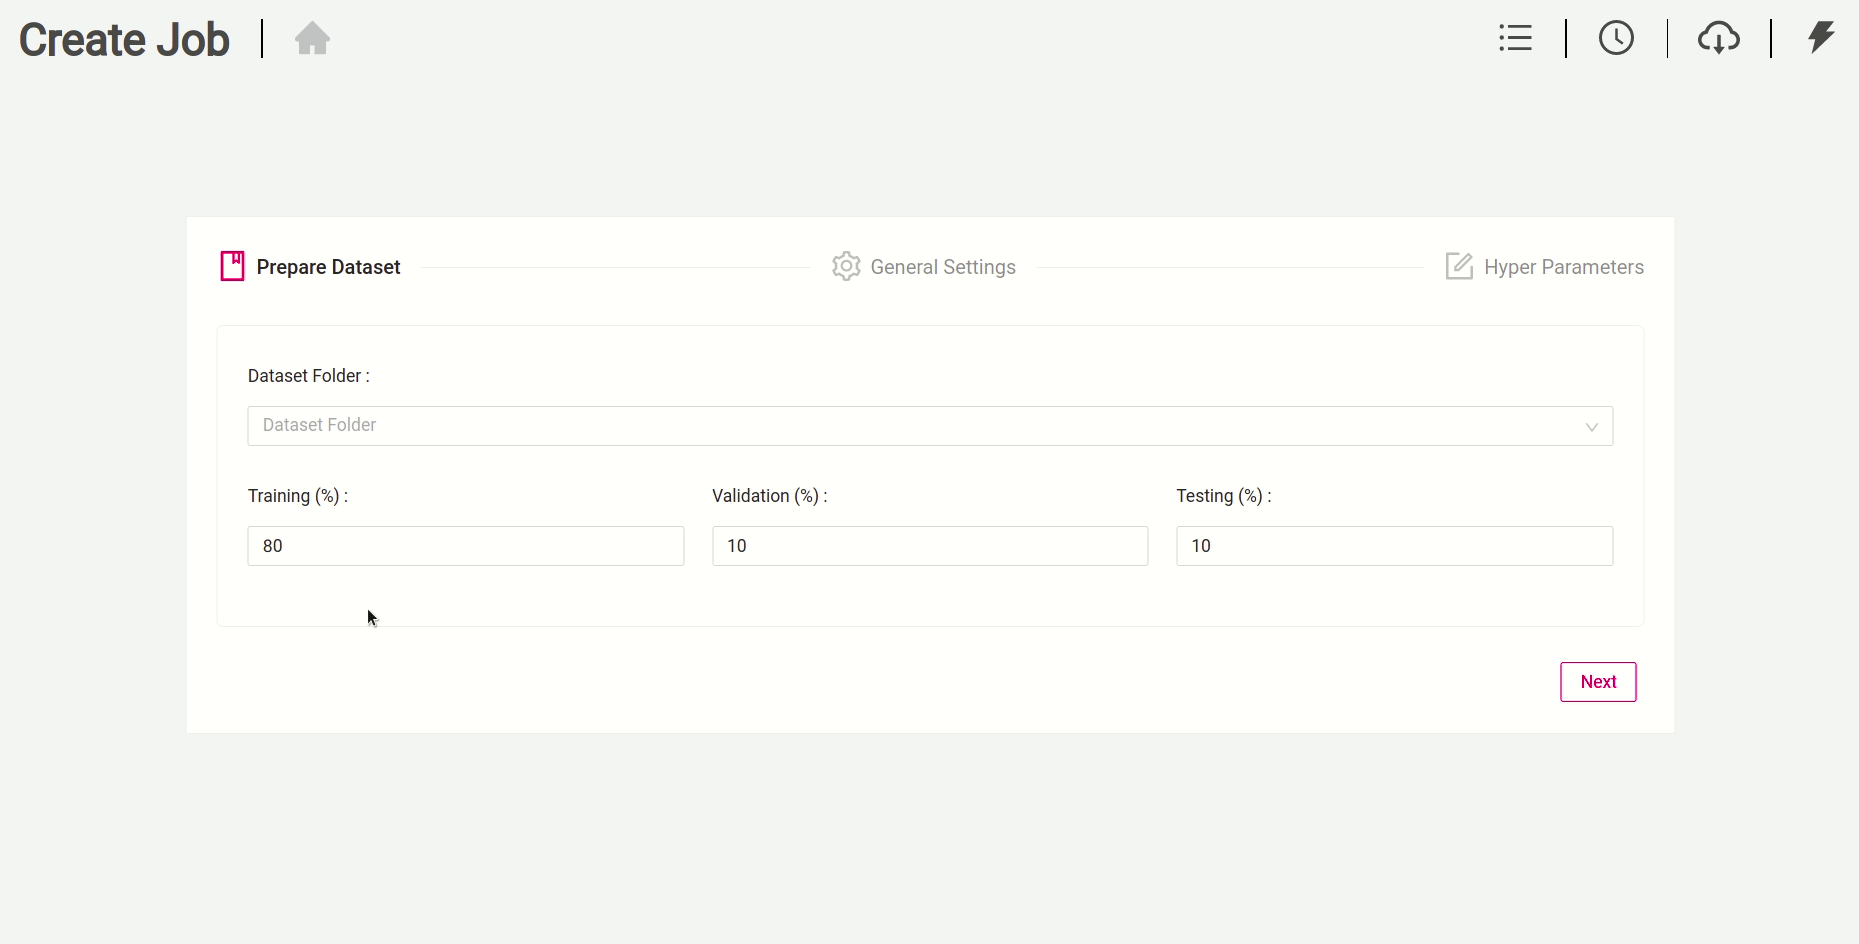 Create Job
Prepare Dataset
General Settings
Hyper Parameters
Dataset Folder :
Dataset Folder
Training (%) :
Validation (%) :
Testing (%) :
80
10
10
Next